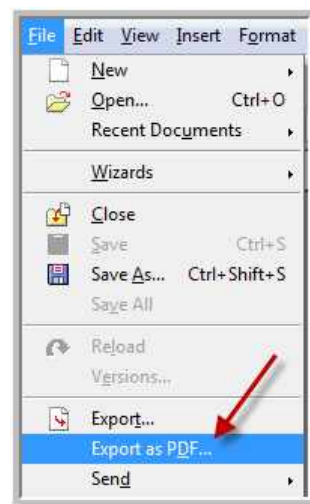 File Edit View Insert Format
New
Open... Ctrl+O
Recent Documents
Wizards
Close
Save Ctrl+S
Save As... Ctrl+Shift+S
Save All
Reload
Versions...
Export...
Export as PDF...
Send